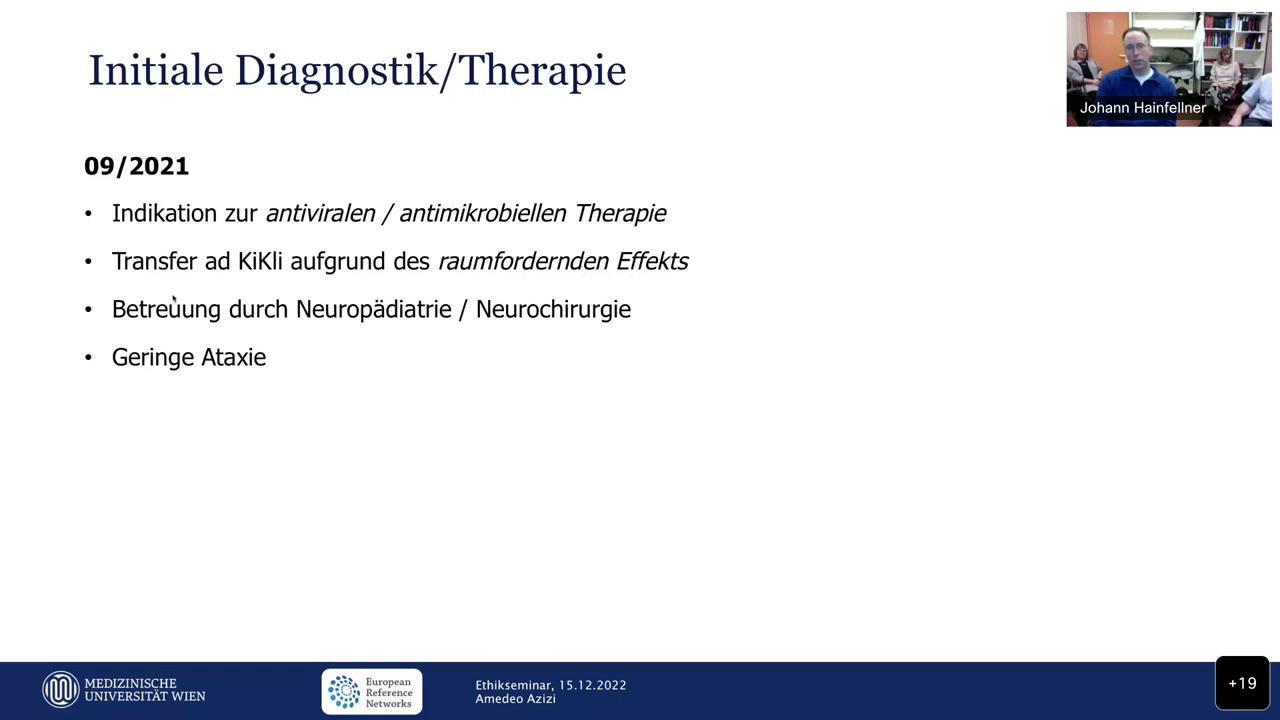 Initiale Diagnostik/Therapie
Johann Hainfellner
09/2021
• Indikation zur antiviralen / antimikrobiellen Therapie
• Transfer ad KiKli aufgrund des raumfordernden Effekts
• Betreuung durch Neuropädiatrie / Neurochirurgie
• Geringe Ataxie
MEDIZINISCHE
UNIVERSITÄT WIEN
European
Reference
Networks
Ethikseminar, 15.12.2022
Amedeo Azizi
+19